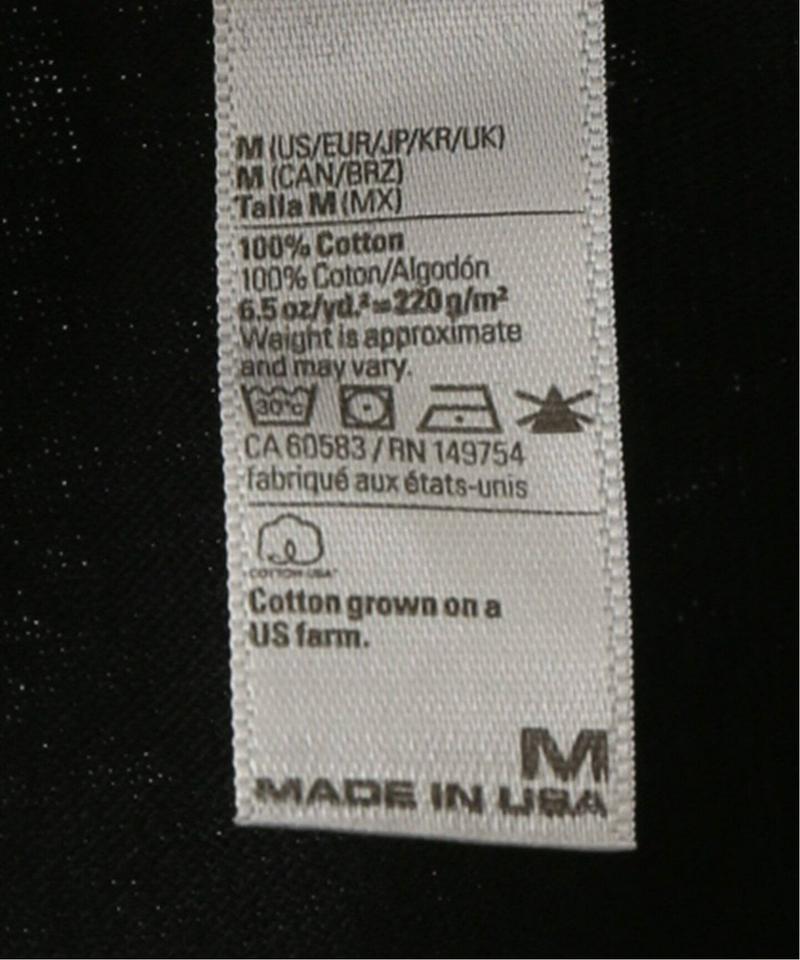 M (US/EUR/JP/KR/UK)
M (CAN/BRZ)
Talla M (MX)
100% Cotton
100% Coton/Algodón
6.5 oz/yd.²=220 g/m²
Weight is approximate
and may vary.
30°c
CA 60583 / RN 149754
fabriqué aux états-unis
COTTON USA
Cotton grown on a
US farm.
M
MADE IN USA